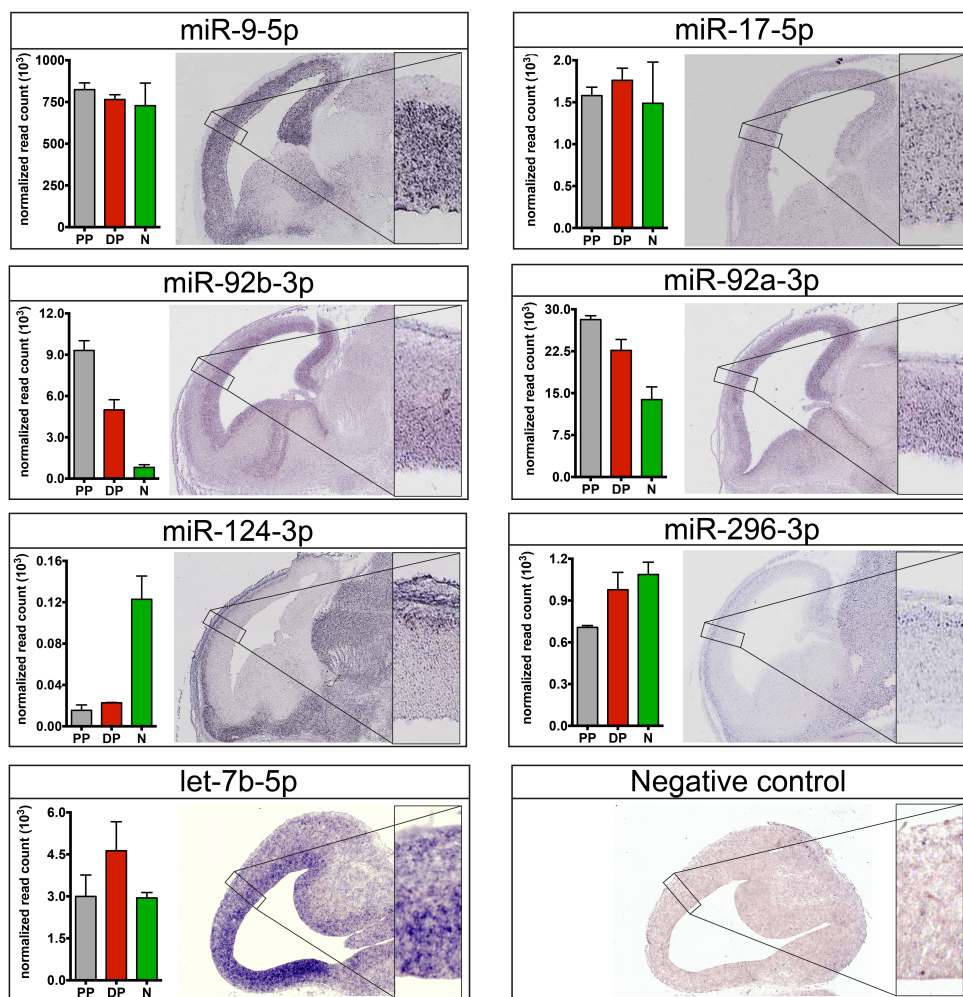 miR-9-5p
normalized read count (10³)
1000
750
500
250
0
PP DP N
miR-17-5p
normalized read count (10³)
2.0
1.5
1.0
0.5
0.0
PP DP N
miR-92b-3p
normalized read count (10³)
12.0
9.0
6.0
3.0
0.0
PP DP N
miR-92a-3p
normalized read count (10³)
30.0
22.5
15.0
7.5
0.0
PP DP N
miR-124-3p
normalized read count (10³)
0.16
0.12
0.08
0.04
0.00
PP DP N
miR-296-3p
normalized read count (10³)
1.2
0.9
0.6
0.3
0.0
PP DP N
let-7b-5p
normalized read count (10³)
6.0
4.5
3.0
1.5
0.0
PP DP N
Negative control